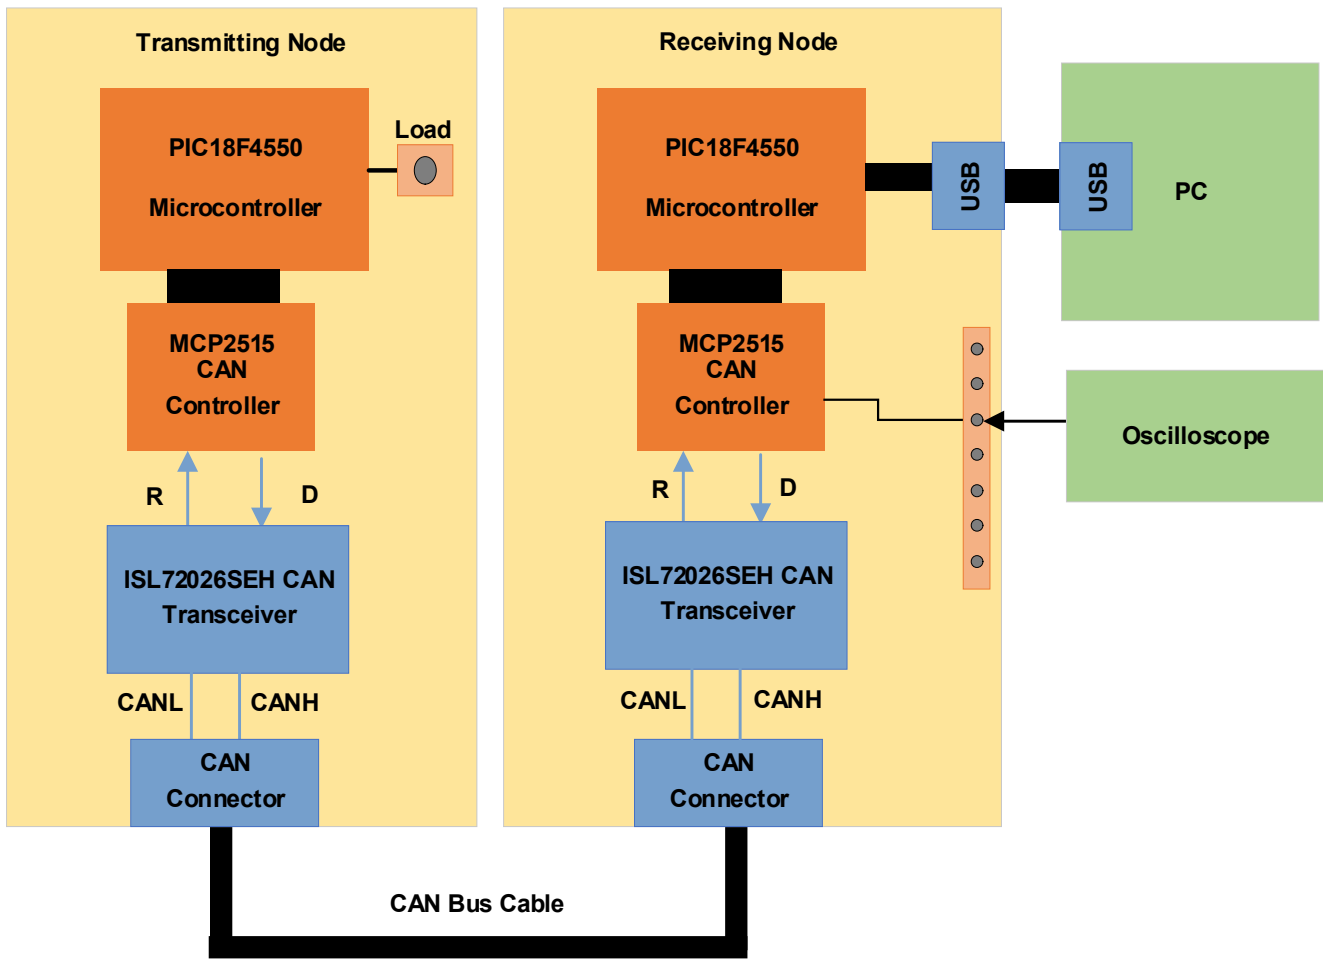 Transmitting Node
PIC18F4550
Microcontroller
Load
MCP2515
CAN
Controller
R
D
ISL72026SEH CAN
Transceiver
CANL
CANH
CAN
Connector
Receiving Node
PIC18F4550
Microcontroller
USB
USB
PC
MCP2515
CAN
Controller
Oscilloscope
R
D
ISL72026SEH CAN
Transceiver
CANL
CANH
CAN
Connector
CAN Bus Cable